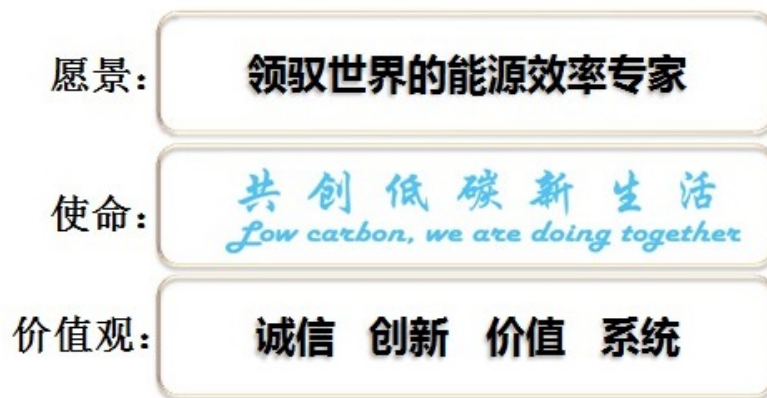 愿景：
领驭世界的能源效率专家
使命：
共创低碳新生活
Low carbon, we are doing together
价值观：
诚信 创新 价值 系统